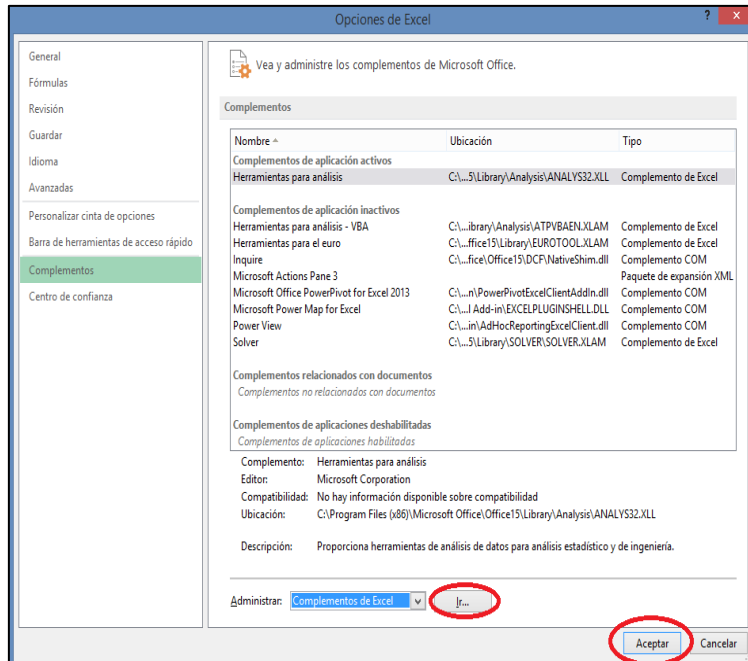 Opciones de Excel
? x
General
Fórmulas
Revisión
Guardar
Idioma
Avanzadas
Personalizar cinta de opciones
Barra de herramientas de acceso rápido
Complementos
Centro de confianza
Vea y administre los complementos de Microsoft Office.
Complementos
Nombre Ubicación Tipo
Complementos de aplicación activos
Herramientas para análisis C:\...5\Library\Analysis\ANALYS32.XLL Complemento de Excel
Complementos de aplicación inactivos
Herramientas para análisis - VBA C:\...ibrary\Analysis\ATPVBAEN.XLAM Complemento de Excel
Herramientas para el euro C:\...ffice15\Library\EUROTOOL.XLAM Complemento de Excel
Inquire C:\...fice\Office15\DCF\NativeShim.dll Complemento COM
Microsoft Actions Pane 3 Paquete de expansión XML
Microsoft Office PowerPivot for Excel 2013 C:\...n\PowerPivotExcelClientAddIn.dll Complemento COM
Microsoft Power Map for Excel C:\...l Add-in\EXCELPLUGINSHELL.DLL Complemento COM
Power View C:\...in\AdHocReportingExcelClient.dll Complemento COM
Solver C:\...5\Library\SOLVER\SOLVER.XLAM Complemento de Excel
Complementos relacionados con documentos
Complementos no relacionados con documentos
Complementos de aplicaciones deshabilitadas
Complementos de aplicaciones habilitadas
Complemento: Herramientas para análisis
Editor: Microsoft Corporation
Compatibilidad: No hay información disponible sobre compatibilidad
Ubicación: C:\Program Files (x86)\Microsoft Office\Office15\Library\Analysis\ANALYS32.XLL
Descripción: Proporciona herramientas de análisis de datos para análisis estadístico y de ingeniería.
Administrar: Complementos de Excel Ir...
Aceptar Cancelar